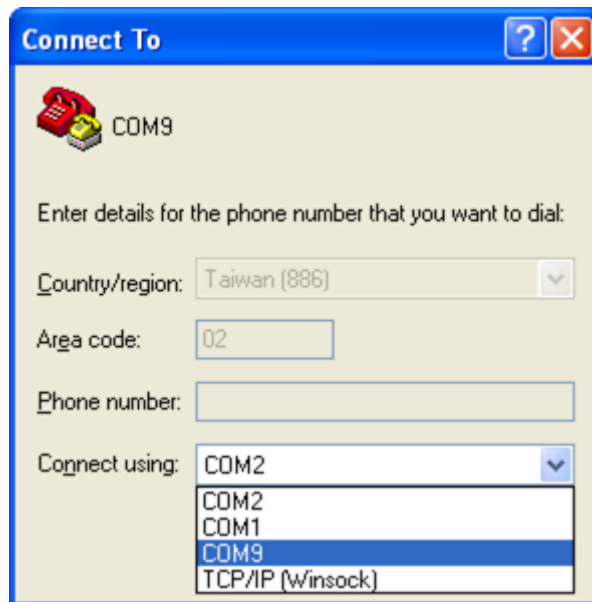 Connect To
COM9
Enter details for the phone number that you want to dial:
Country/region: Taiwan (886)
Area code: 02
Phone number:
Connect using: COM2
COM2
COM1
COM9
TCP/IP (Winsock)